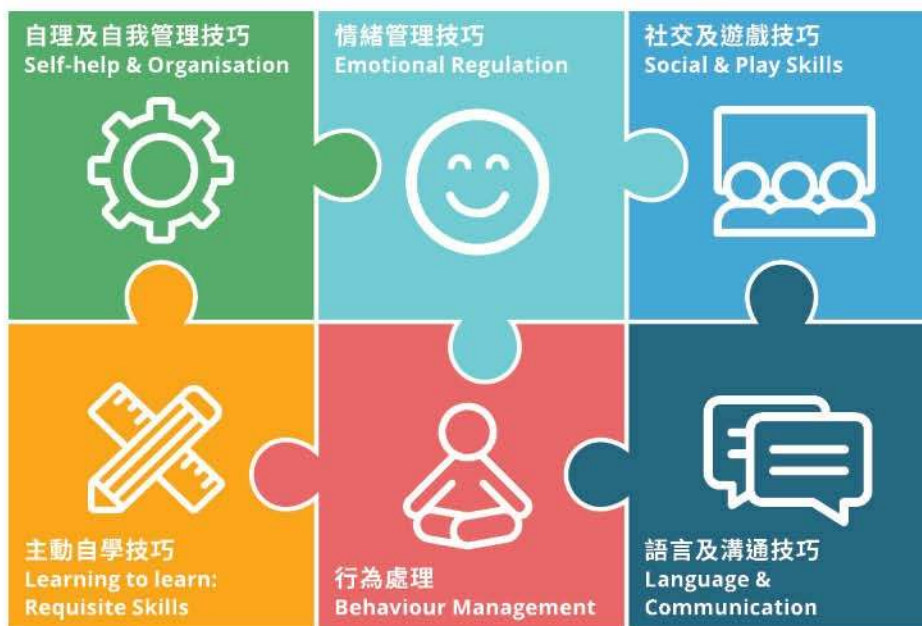 自理及自我管理技巧
Self-help & Organisation
情緒管理技巧
Emotional Regulation
社交及遊戲技巧
Social & Play Skills
主動自學技巧
Learning to learn:
Requisite Skills
行為處理
Behaviour Management
語言及溝通技巧
Language &
Communication